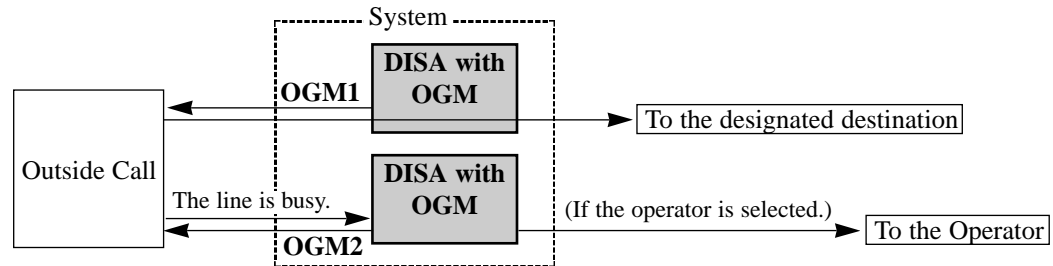 System
DISA with
OGM
OGM1
To the designated destination
Outside Call
DISA with
OGM
The line is busy.
(If the operator is selected.)
OGM2
To the Operator